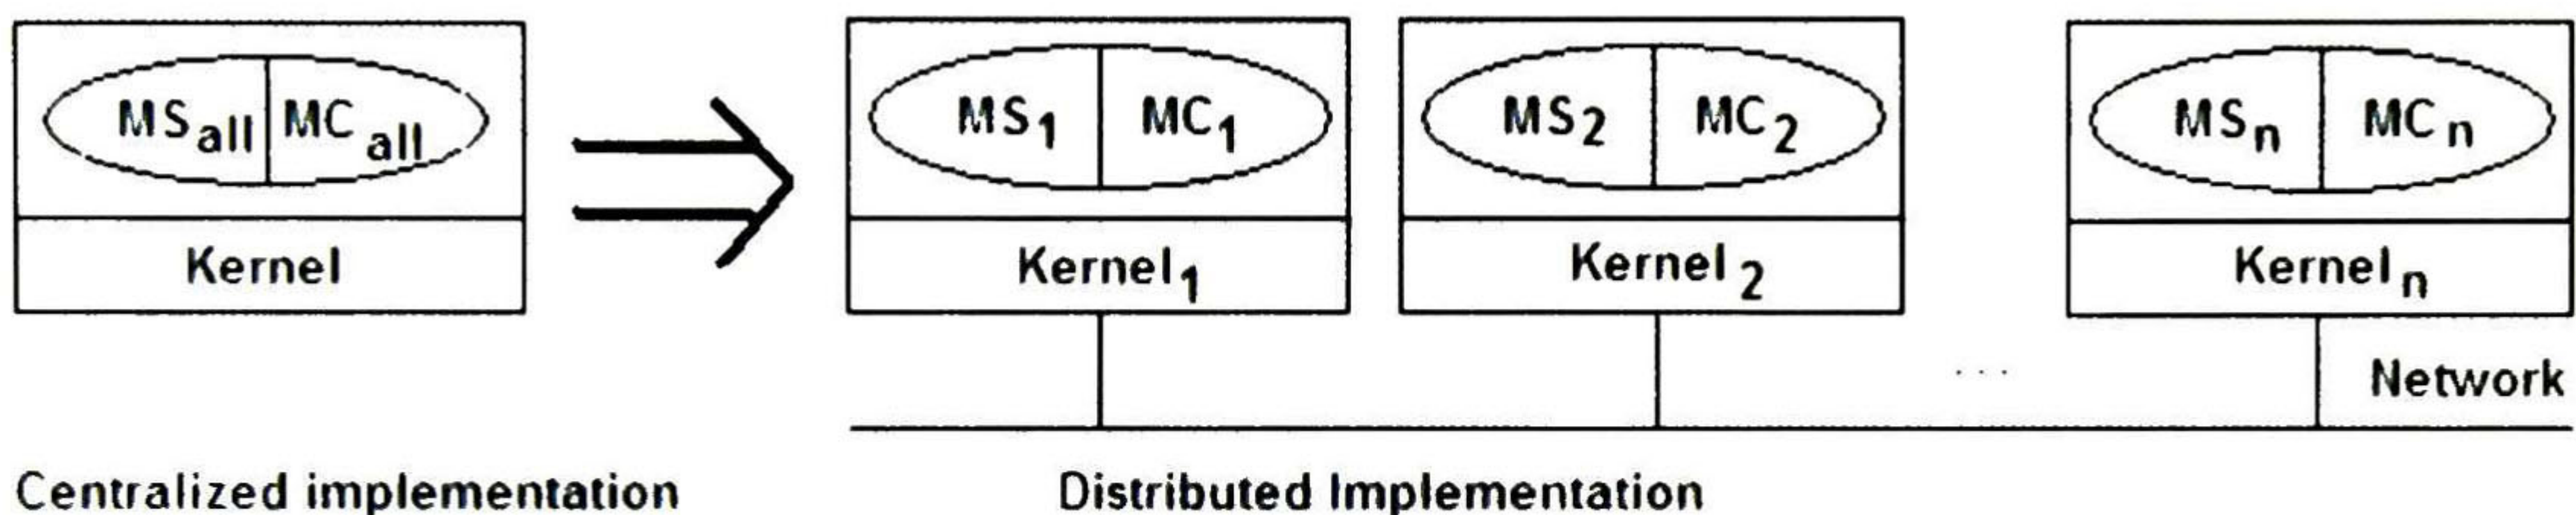 MSall MCall
Kernel
MS1 MC1
Kernel1
MS2 MC2
Kernel2
MSn MCn
Kerneln
...
Network
Centralized implementation
Distributed Implementation